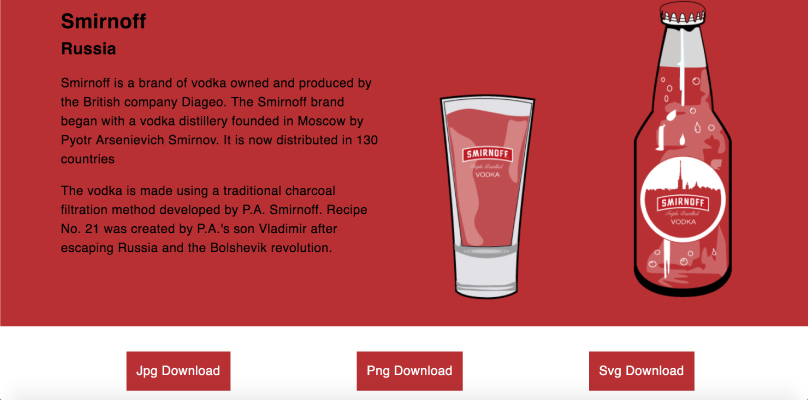 Smirnoff
Russia
Smirnoff is a brand of vodka owned and produced by
the British company Diageo. The Smirnoff brand
began with a vodka distillery founded in Moscow by
Pyotr Arsenievich Smirnov. It is now distributed in 130
countries
The vodka is made using a traditional charcoal
filtration method developed by P.A. Smirnoff. Recipe
No. 21 was created by P.A.'s son Vladimir after
escaping Russia and the Bolshevik revolution.
SMIRNOFF
Triple Distilled
VODKA
SMIRNOFF
Triple Distilled
VODKA
Jpg Download
Png Download
Svg Download